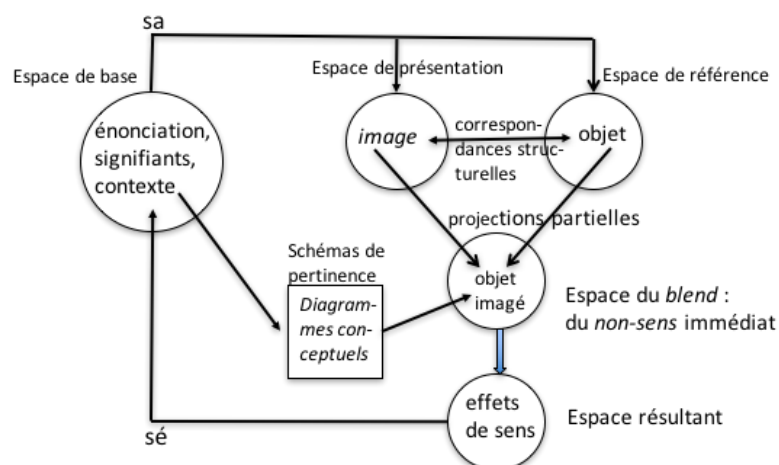 sa
Espace de base
Espace de présentation
Espace de référence
énonciation,
signifiants,
contexte
image
correspon-
dances struc-
turelles
objet
projections partielles
Schémas de
pertinence
Diagram-
mes con-
ceptuels
objet
imagé
Espace du blend :
du non-sens immédiat
effets
de sens
Espace résultant
sé